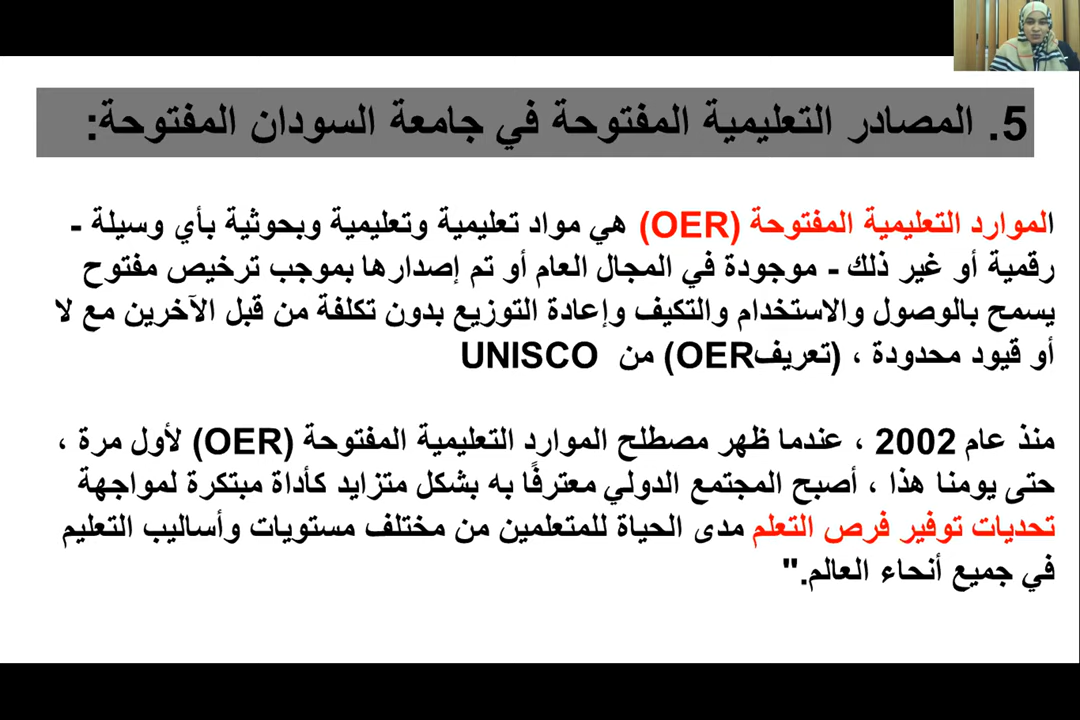 5. المصادر التعليمية المفتوحة في جامعة السودان المفتوحة:
الموارد التعليمية المفتوحة (OER) هي مواد تعليمية وتعليمية وبحوثية بأي وسيلة -
رقمية أو غير ذلك - موجودة في المجال العام أو تم إصدارها بموجب ترخيص مفتوح
يسمح بالوصول والاستخدام والتكيف وإعادة التوزيع بدون تكلفة من قبل الآخرين مع لا
أو قيود محدودة ، (تعريفOER) من UNISCO
منذ عام 2002 ، عندما ظهر مصطلح الموارد التعليمية المفتوحة (OER) لأول مرة ،
حتى يومنا هذا ، أصبح المجتمع الدولي معترفًا به بشكل متزايد كأداة مبتكرة لمواجهة
تحديات توفير فرص التعلم مدى الحياة للمتعلمين من مختلف مستويات وأساليب التعليم
في جميع أنحاء العالم."